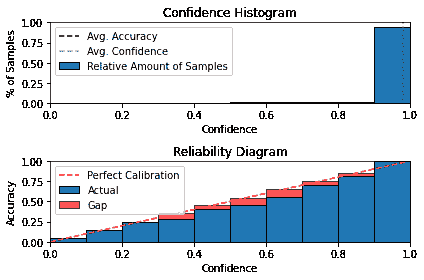 Confidence Histogram
1.00
0.75
0.50
0.25
0.00
% of Samples
Avg. Accuracy
Avg. Confidence
Relative Amount of Samples
0.0 0.2 0.4 0.6 0.8 1.0
Confidence
Reliability Diagram
1.00
0.75
0.50
0.25
0.00
Accuracy
Perfect Calibration
Actual
Gap
0.0 0.2 0.4 0.6 0.8 1.0
Confidence